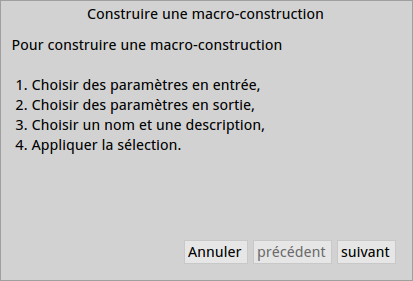 Construire une macro-construction
Pour construire une macro-construction
1. Choisir des paramètres en entrée,
2. Choisir des paramètres en sortie,
3. Choisir un nom et une description,
4. Appliquer la sélection.
Annuler précédent suivant